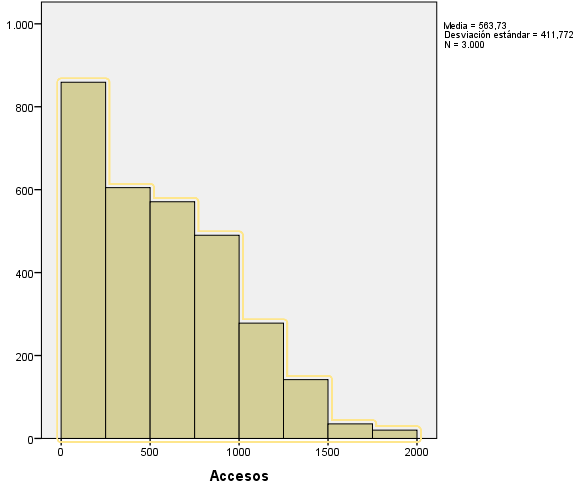 Media = 563,73
Desviación estándar = 411,772
N = 3.000
1.000
800
600
400
200
0
0 500 1000 1500 2000
Accesos